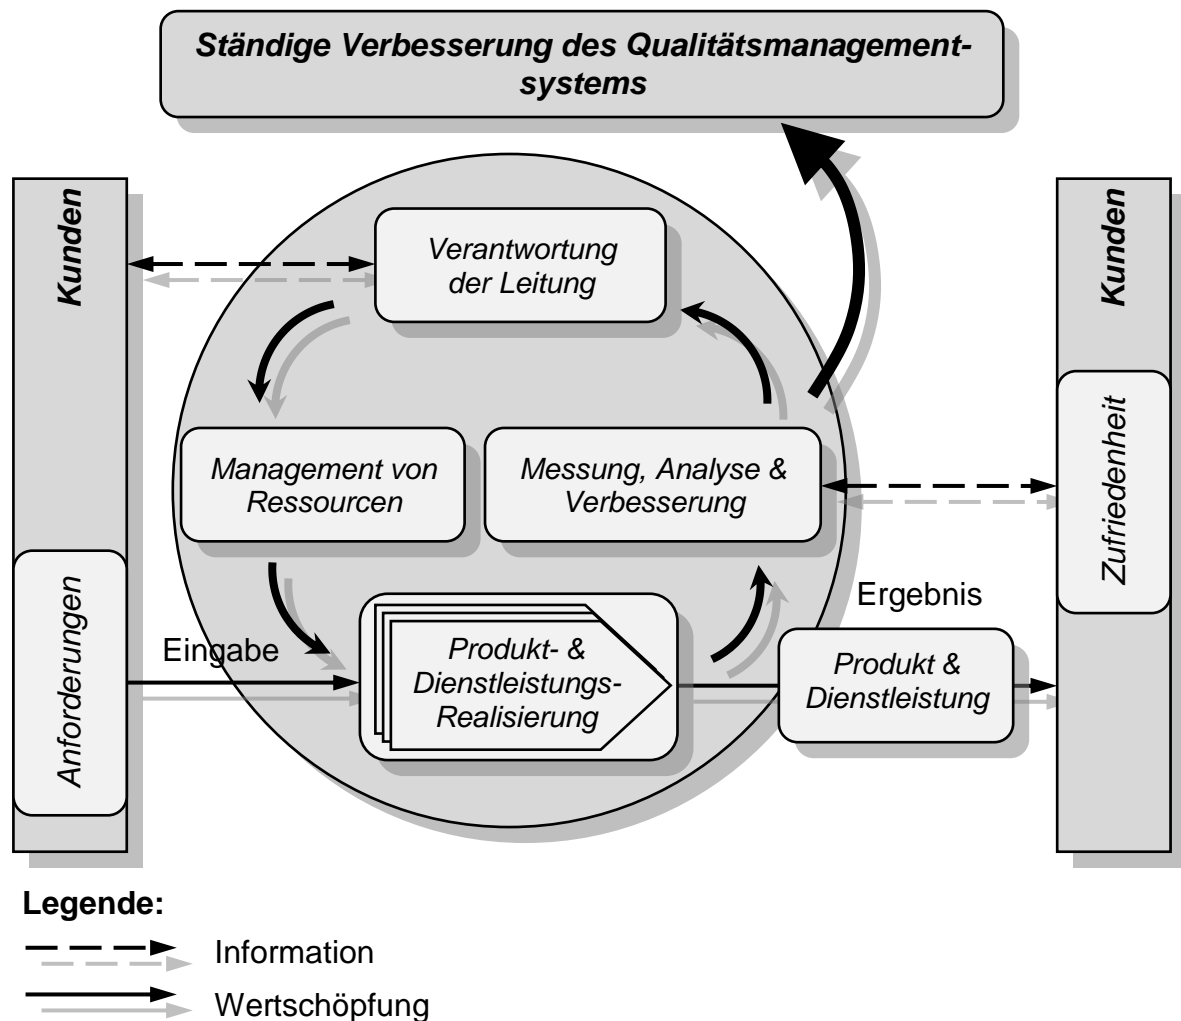 Ständige Verbesserung des Qualitätsmanagement-
systems
Kunden
Kunden
Verantwortung
der Leitung
Management von
Ressourcen
Messung, Analyse &
Verbesserung
Zufriedenheit
Anforderungen
Eingabe
Produkt- &
Dienstleistungs-
Realisierung
Ergebnis
Produkt &
Dienstleistung
Legende:
Information
Wertschöpfung